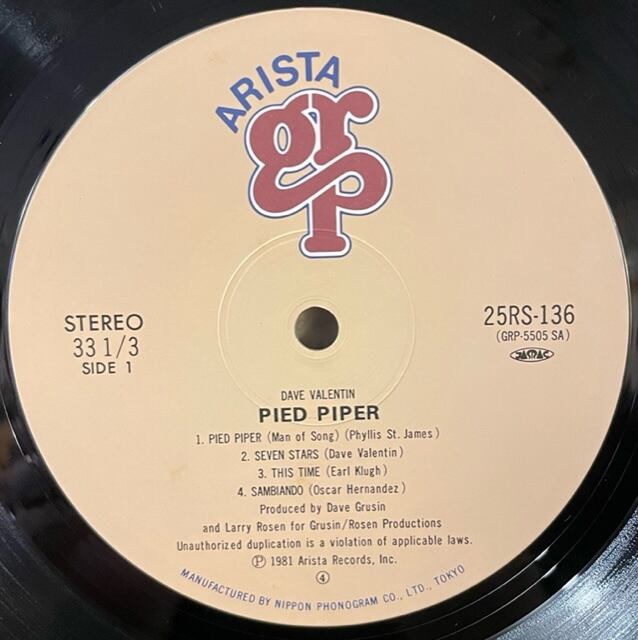 ARISTA
grp
STEREO
33 1/3
SIDE 1
25RS-136
(GRP-5505 SA)
DAVE VALENTIN
PIED PIPER
1. PIED PIPER (Man of Song) (Phyllis St. James)
2. SEVEN STARS (Dave Valentin)
3. THIS TIME (Earl Klugh)
4. SAMBIANDO (Oscar Hernandez)
Produced by Dave Grusin
and Larry Rosen for Grusin/Rosen Productions
Unauthorized duplication is a violation of applicable laws.
Ⓟ 1981 Arista Records, Inc.
④
MANUFACTURED BY NIPPON PHONOGRAM CO., LTD., TOKYO